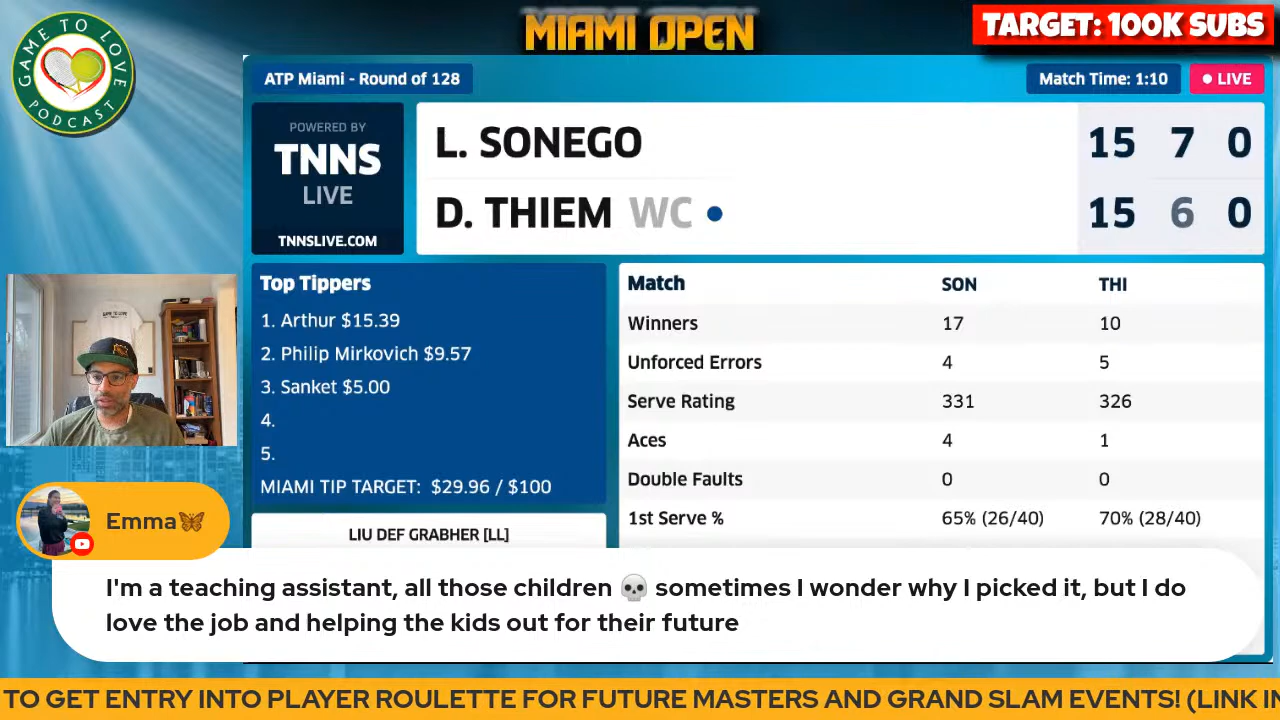 GAME TO LOVE
PODCAST
MIAMI OPEN
TARGET: 100K SUBS
ATP Miami - Round of 128
Match Time: 1:10
LIVE
POWERED BY
TNNS
LIVE
TNNSLIVE.COM
L. SONEGO 15 7 0
D. THIEM WC 15 6 0
Top Tippers
1. Arthur $15.39
2. Philip Mirkovich $9.57
3. Sanket $5.00
4.
5.
MIAMI TIP TARGET: $29.96 / $100
LIU DEF GRABHER [LL]
Match SON THI
Winners 17 10
Unforced Errors 4 5
Serve Rating 331 326
Aces 4 1
Double Faults 0 0
1st Serve % 65% (26/40) 70% (28/40)
Emma🦋
I'm a teaching assistant, all those children 💀 sometimes I wonder why I picked it, but I do
love the job and helping the kids out for their future
TO GET ENTRY INTO PLAYER ROULETTE FOR FUTURE MASTERS AND GRAND SLAM EVENTS! (LINK IN